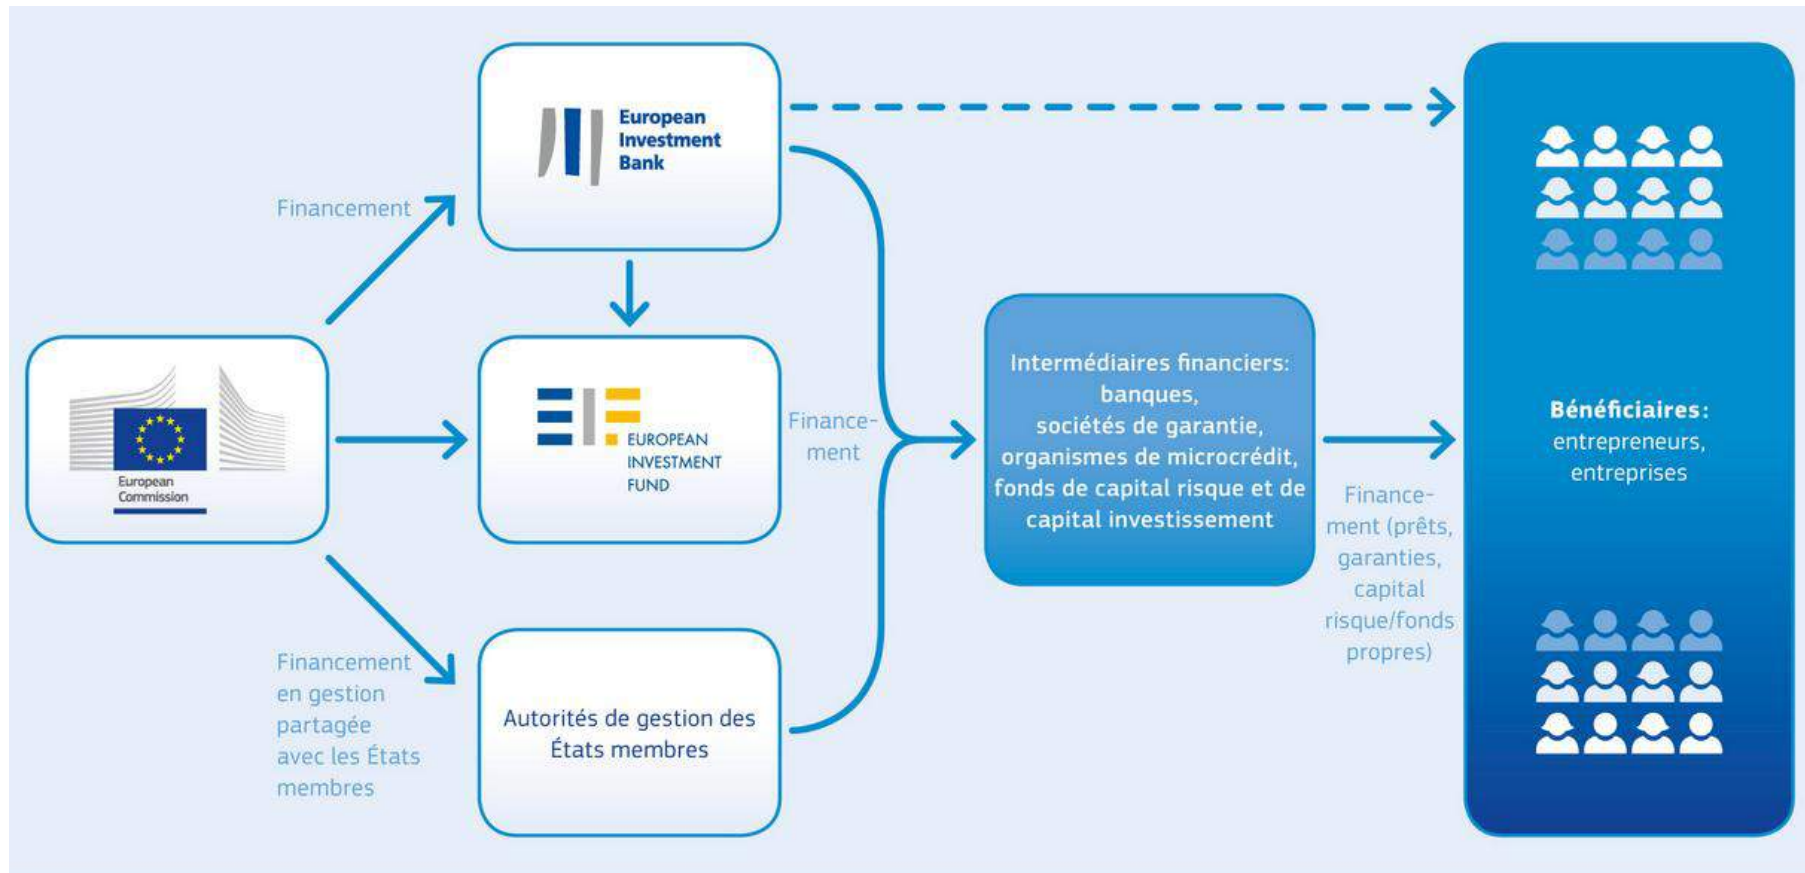 European
Investment
Bank
Financement
European
Commission
EUROPEAN
INVESTMENT
FUND
Finance-
ment
Financement
en gestion
partagée
avec les États
membres
Autorités de gestion des
États membres
Intermédiaires financiers:
banques,
sociétés de garantie,
organismes de microcrédit,
fonds de capital risque et de
capital investissement
Finance-
ment (prêts,
garanties,
capital
risque/fonds
propres)
Bénéficiaires:
entrepreneurs,
entreprises